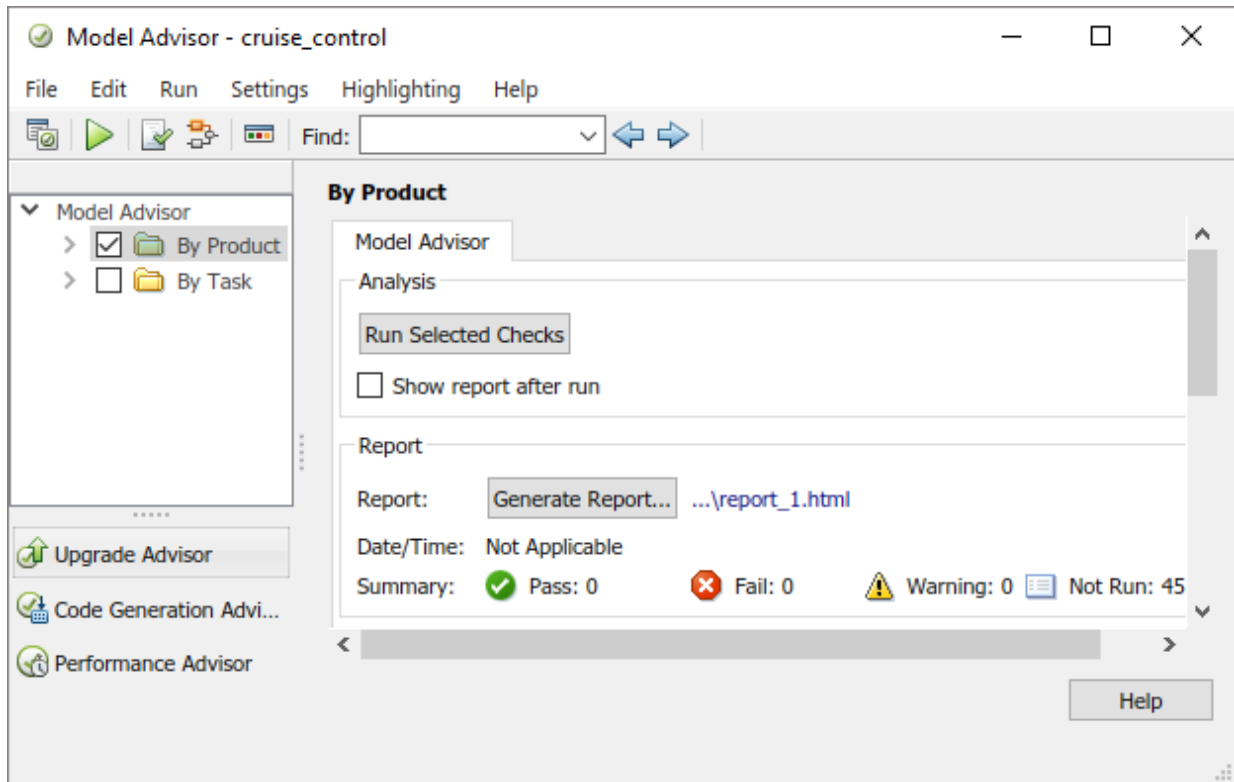 Model Advisor - cruise_control
File Edit Run Settings Highlighting Help
Find:
Model Advisor
By Product
By Task
Upgrade Advisor
Code Generation Advi...
Performance Advisor
By Product
Model Advisor
Analysis
Run Selected Checks
Show report after run
Report
Report: Generate Report... ...\report_1.html
Date/Time: Not Applicable
Summary: Pass: 0 Fail: 0 Warning: 0 Not Run: 45
Help